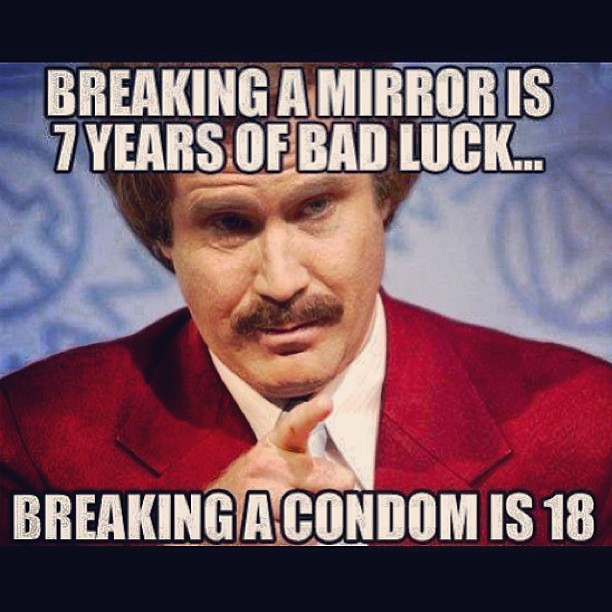 BREAKING A MIRROR IS
7 YEARS OF BAD LUCK...
BREAKING A CONDOM IS 18